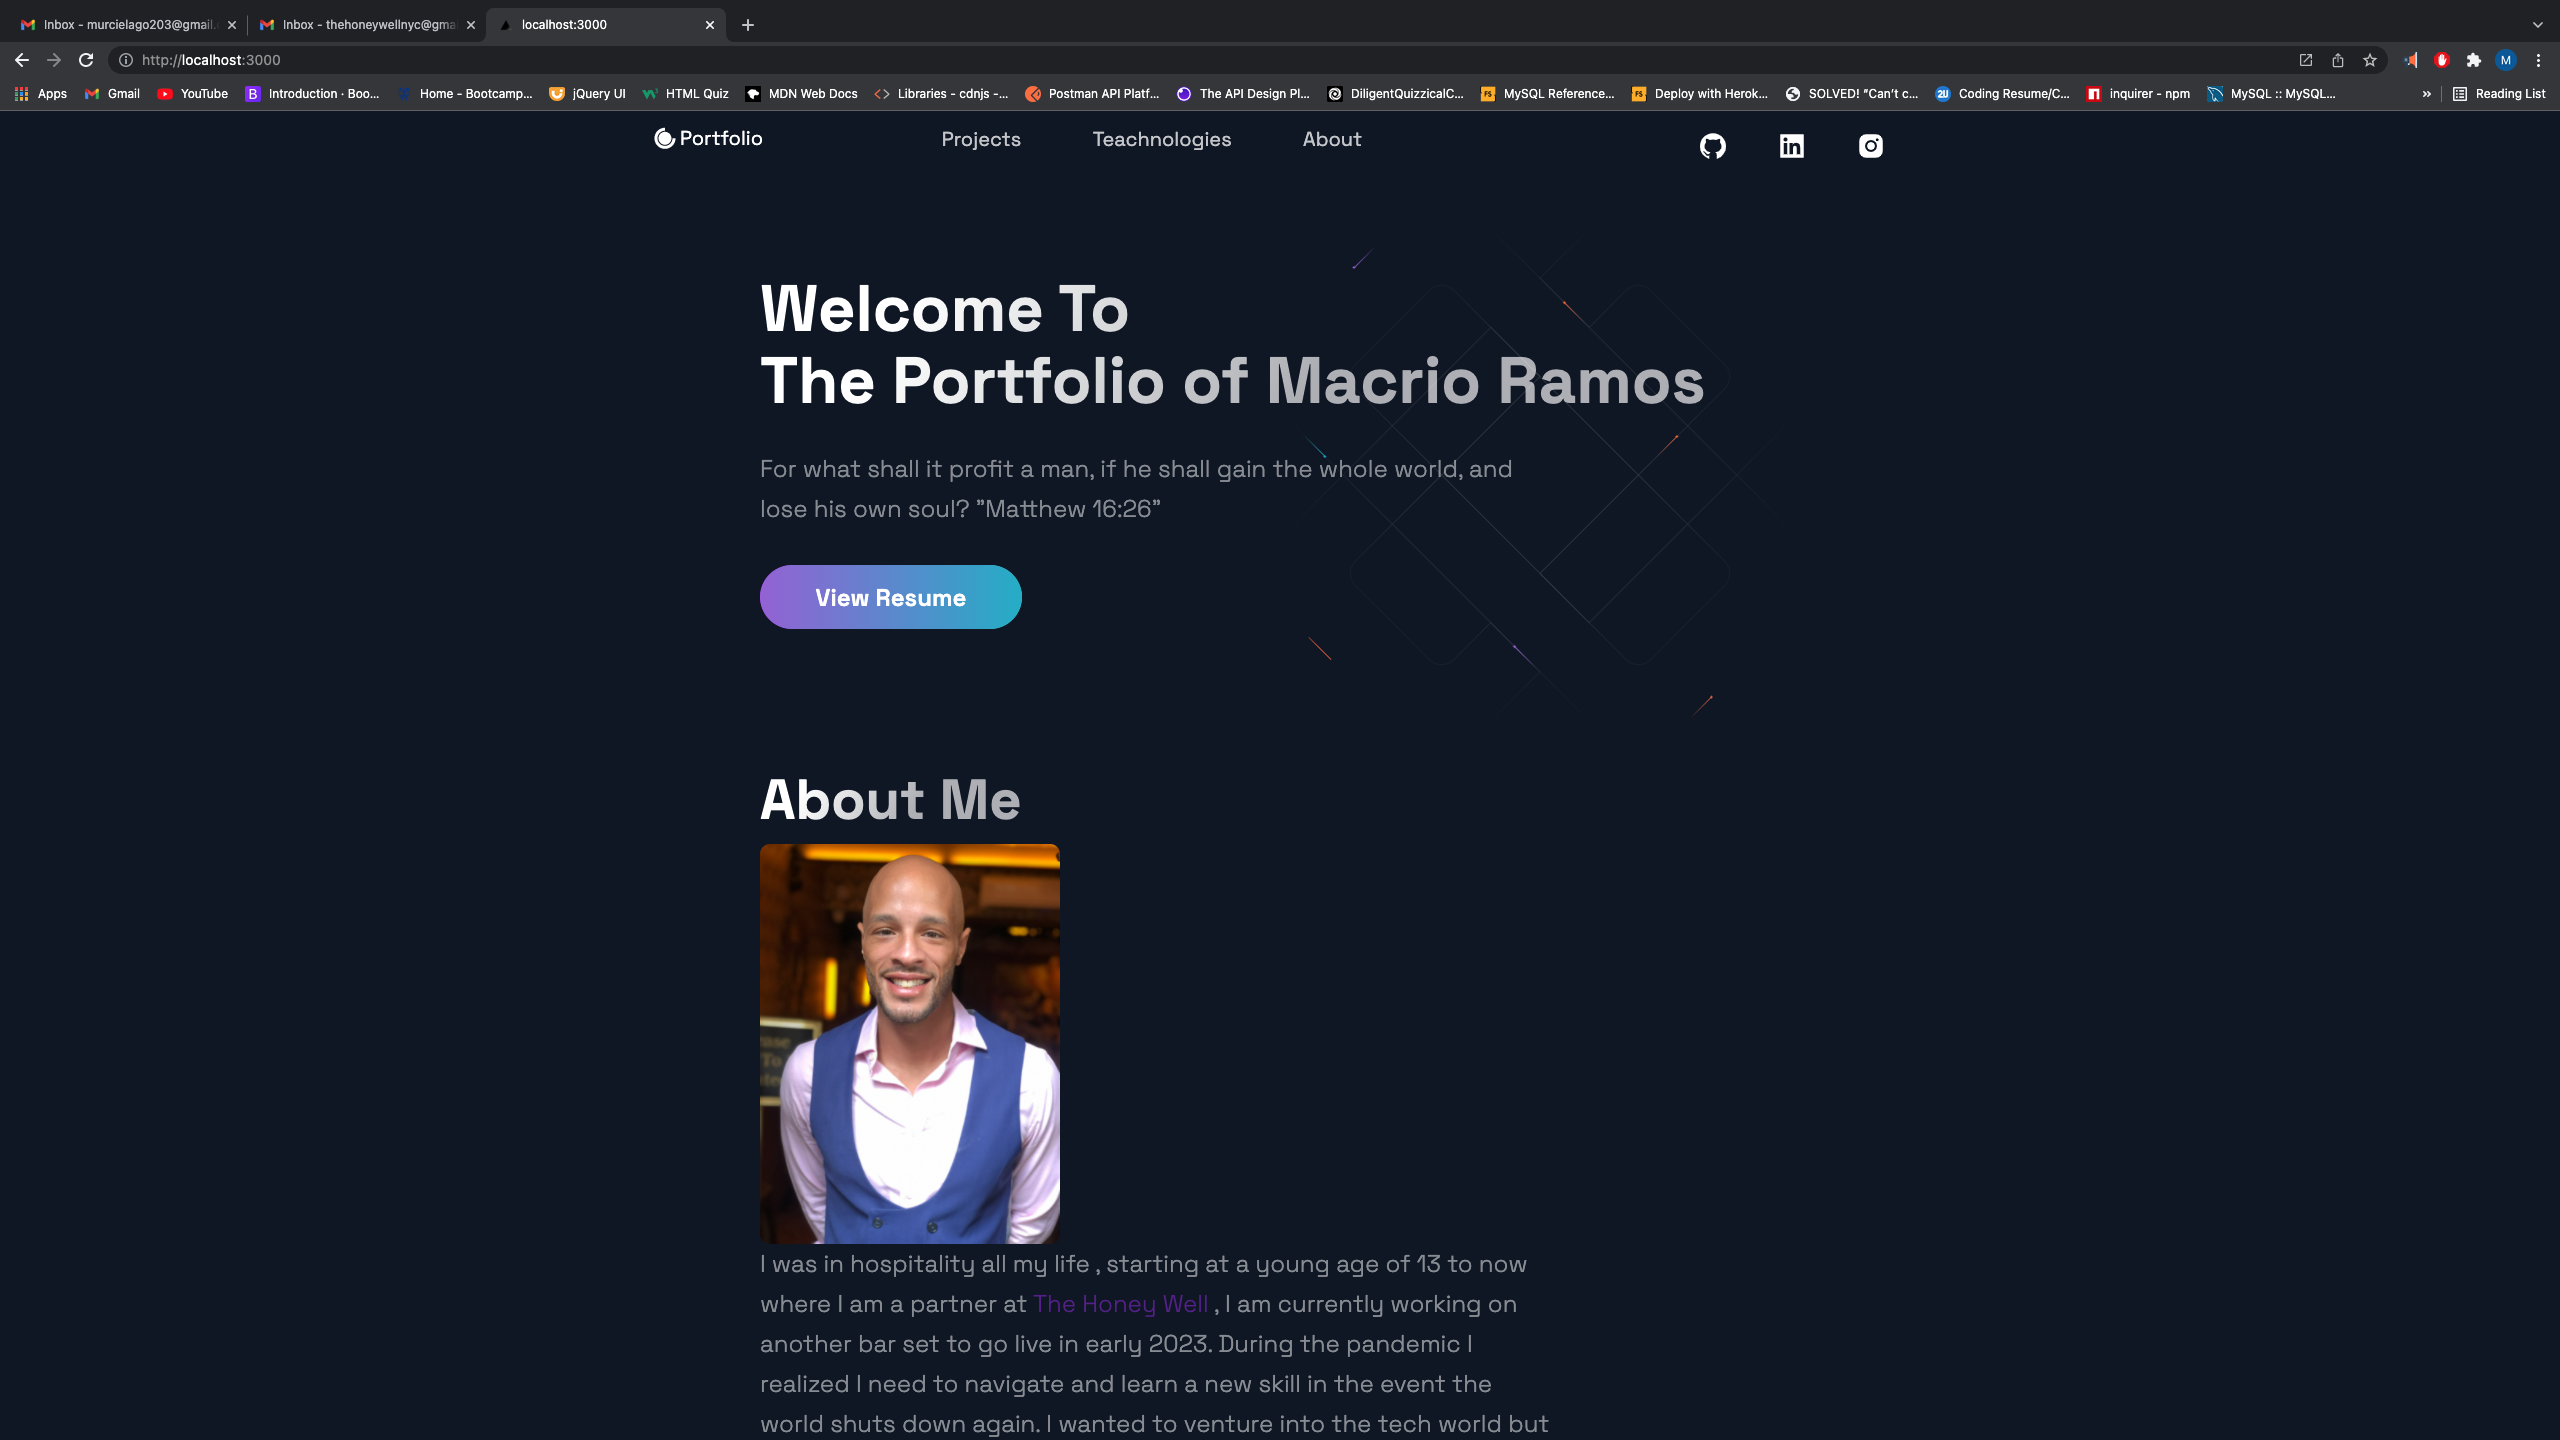 Inbox - murcielago203@gmail.
Inbox - thehoneywellnyc@gma
localhost:3000
http://localhost:3000
Apps
Gmail
YouTube
Introduction · Boo...
Home - Bootcamp...
jQuery UI
HTML Quiz
MDN Web Docs
Libraries - cdnjs -...
Postman API Platf...
The API Design Pl...
DiligentQuizzicalC...
MySQL Reference...
Deploy with Herok...
SOLVED! "Can't c...
Coding Resume/C...
inquirer - npm
MySQL :: MySQL...
»
Reading List
M
Portfolio
Projects
Teachnologies
About
Welcome To
The Portfolio of Macrio Ramos
For what shall it profit a man, if he shall gain the whole world, and
lose his own soul? "Matthew 16:26"
View Resume
About Me
I was in hospitality all my life , starting at a young age of 13 to now
where I am a partner at The Honey Well , I am currently working on
another bar set to go live in early 2023. During the pandemic I
realized I need to navigate and learn a new skill in the event the
world shuts down again. I wanted to venture into the tech world but